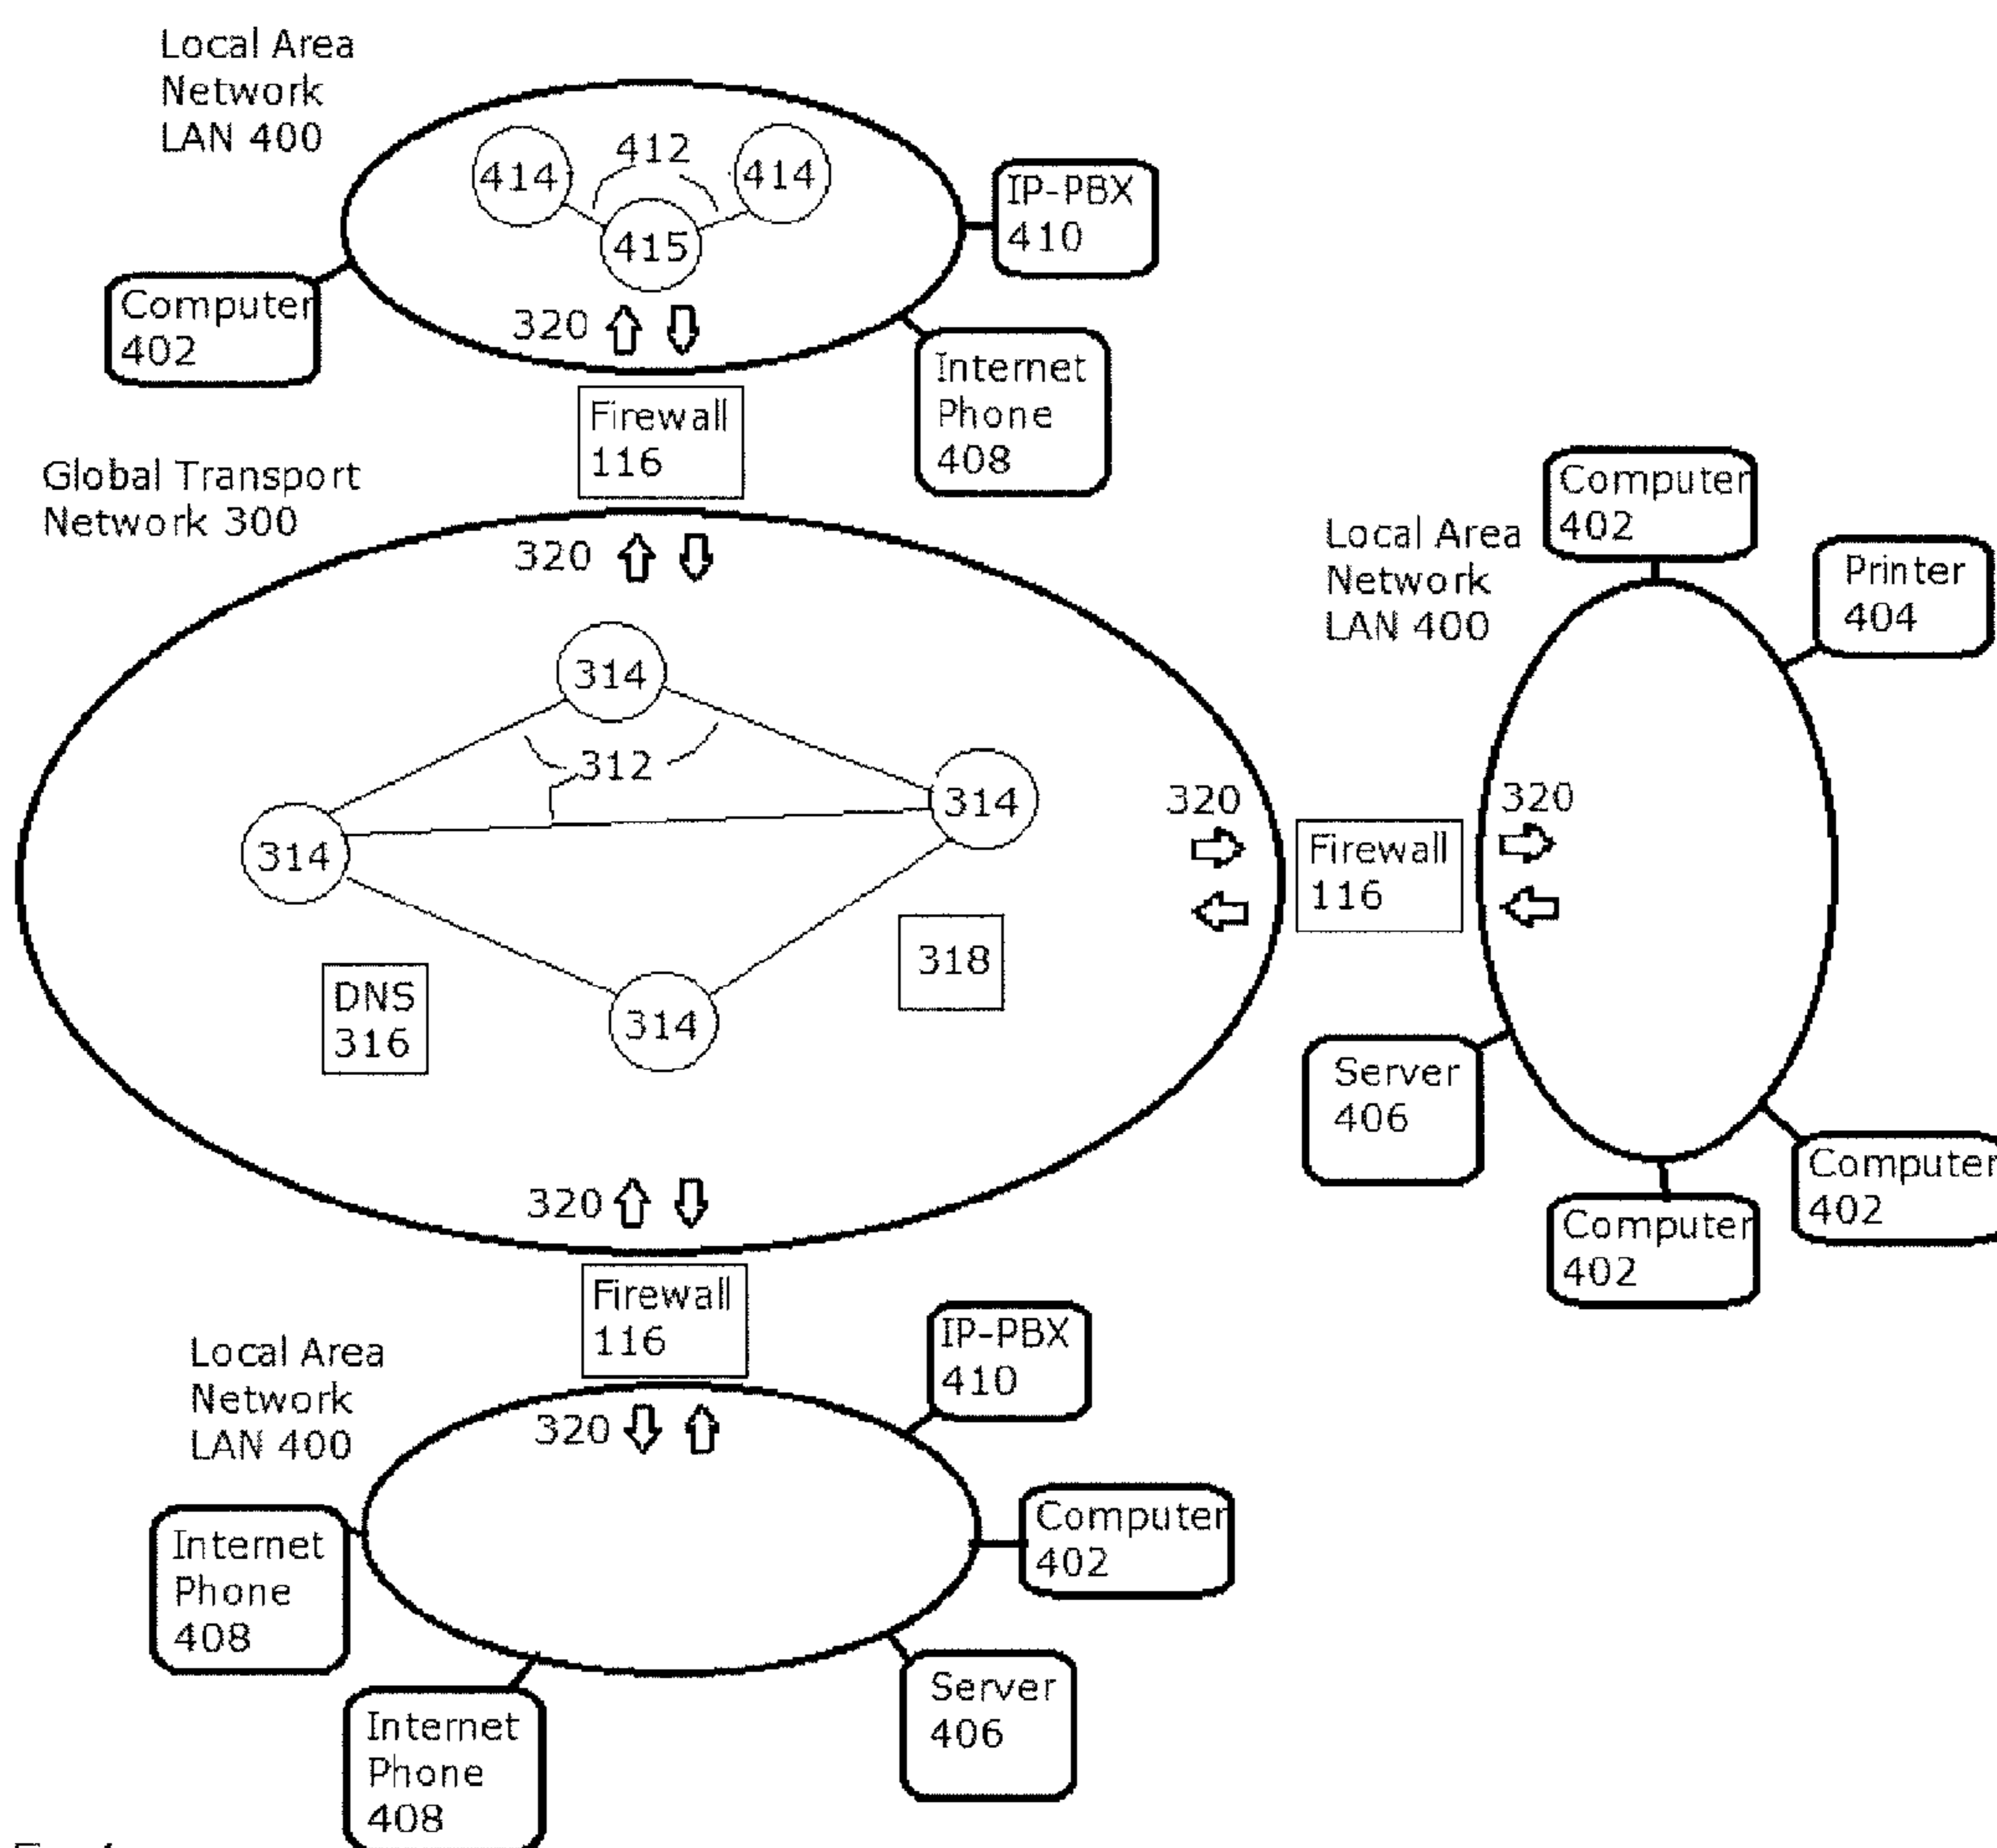 Local Area
Network
LAN 400
414
412
414
415
IP-PBX
410
Computer
402
320
Internet
Phone
408
Firewall
116
Global Transport
Network 300
320
314
312
314
314
314
DNS
316
318
320
Firewall
116
320
Local Area
Network
LAN 400
Computer
402
Printer
404
Server
406
Computer
402
Computer
402
320
Firewall
116
Local Area
Network
LAN 400
320
IP-PBX
410
Computer
402
Internet
Phone
408
Internet
Phone
408
Server
406